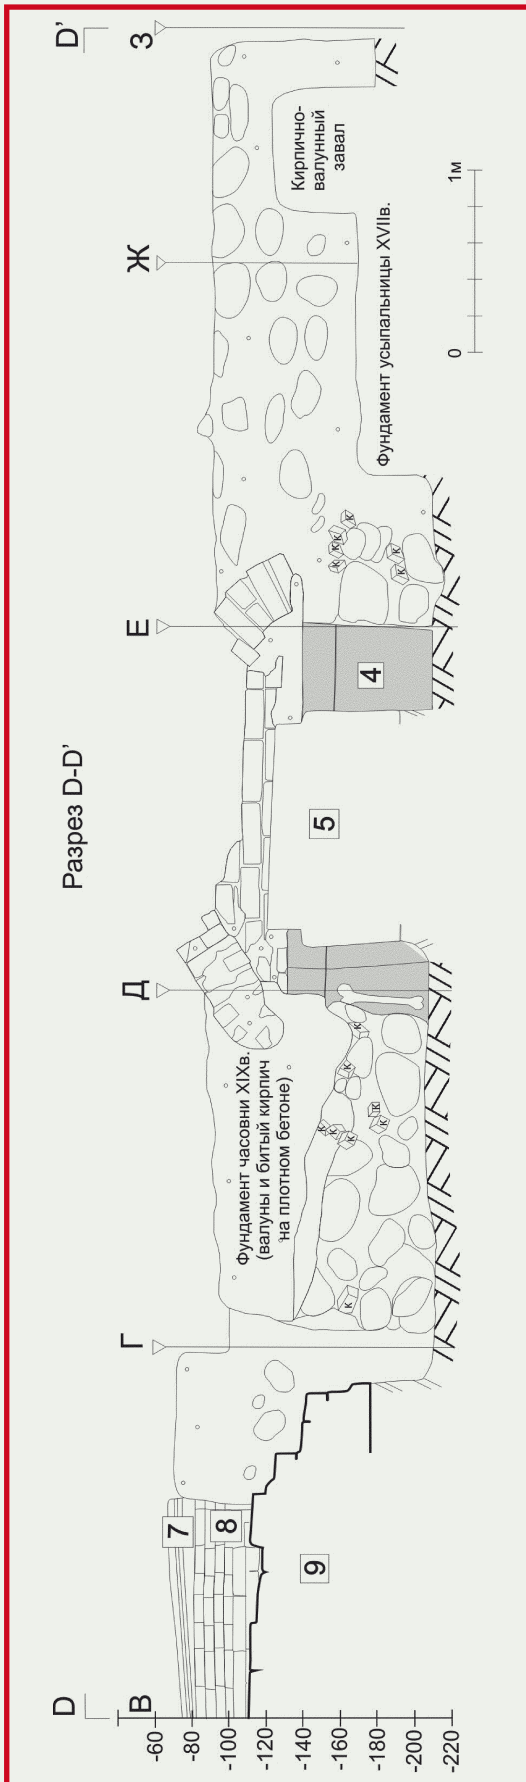 Разрез D-D’
D
D’
В
Г
Д
Е
Ж
З
-60
-80
-100
-120
-140
-160
-180
-200
-220
7
8
9
Фундамент часовни XIXв.
(валуны и битый кирпич
на плотном бетоне)
к
к
к
к
к
к
к
к
5
4
к
к
к
к
к
к
к
Фундамент усыпальницы XVIIв.
Кирпично-
валунный
завал
0
1м